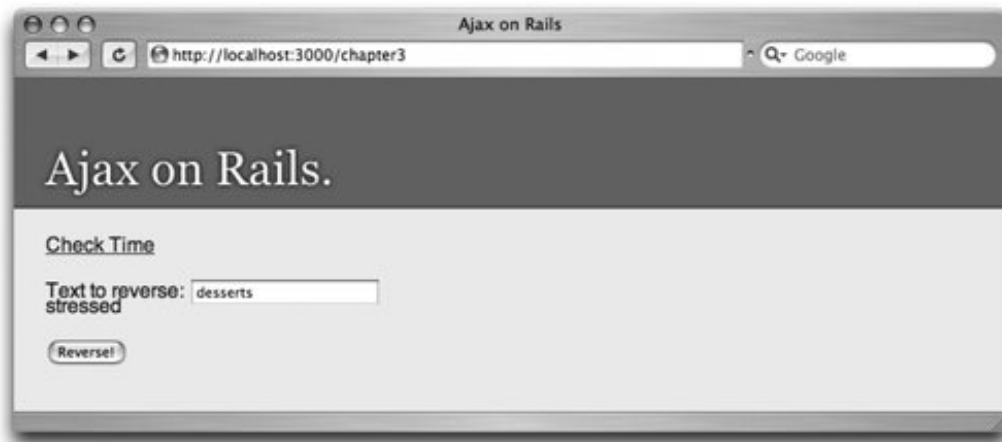 Ajax on Rails
http://localhost:3000/chapter3
Google
Ajax on Rails.
Check Time
Text to reverse: desserts
stressed
Reverse!